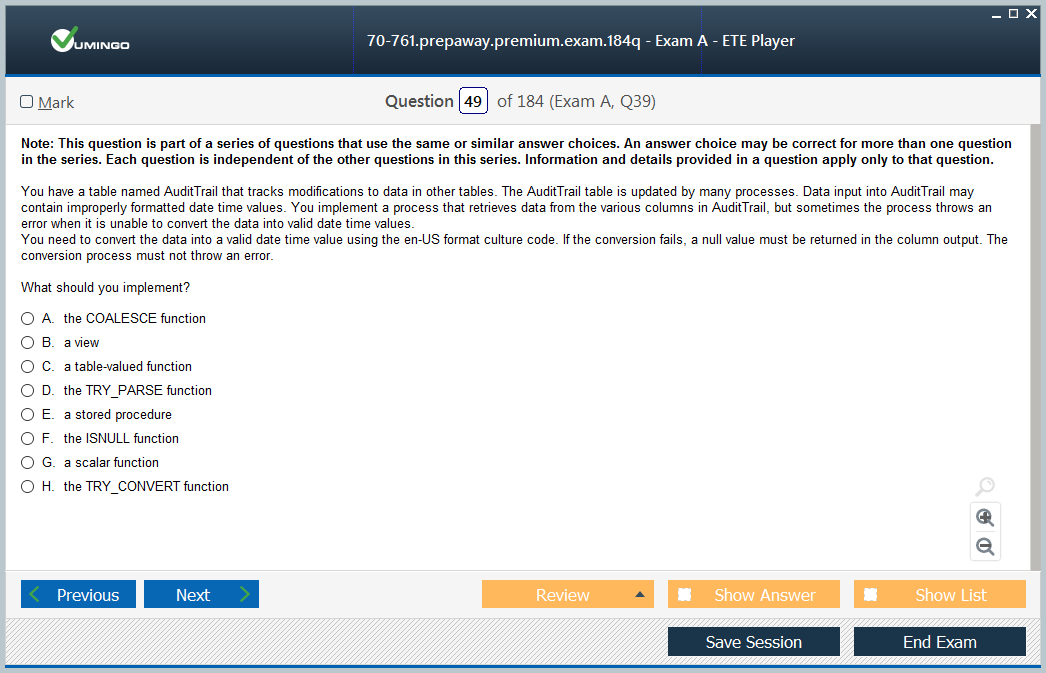 VUMINGO
70-761.prepaway.premium.exam.184q - Exam A - ETE Player
Mark
Question 49 of 184 (Exam A, Q39)
Note: This question is part of a series of questions that use the same or similar answer choices. An answer choice may be correct for more than one question
in the series. Each question is independent of the other questions in this series. Information and details provided in a question apply only to that question.
You have a table named AuditTrail that tracks modifications to data in other tables. The AuditTrail table is updated by many processes. Data input into AuditTrail may
contain improperly formatted date time values. You implement a process that retrieves data from the various columns in AuditTrail, but sometimes the process throws an
error when it is unable to convert the data into valid date time values.
You need to convert the data into a valid date time value using the en-US format culture code. If the conversion fails, a null value must be returned in the column output. The
conversion process must not throw an error.
What should you implement?
A. the COALESCE function
B. a view
C. a table-valued function
D. the TRY_PARSE function
E. a stored procedure
F. the ISNULL function
G. a scalar function
H. the TRY_CONVERT function
Previous
Next
Review
Show Answer
Show List
Save Session
End Exam